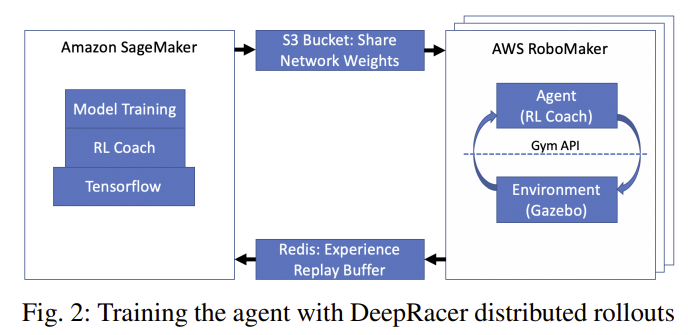 Amazon SageMaker
Model Training
RL Coach
Tensorflow
S3 Bucket: Share
Network Weights
Redis: Experience
Replay Buffer
AWS RoboMaker
Agent
(RL Coach)
Gym API
Environment
(Gazebo)
Fig. 2: Training the agent with DeepRacer distributed rollouts